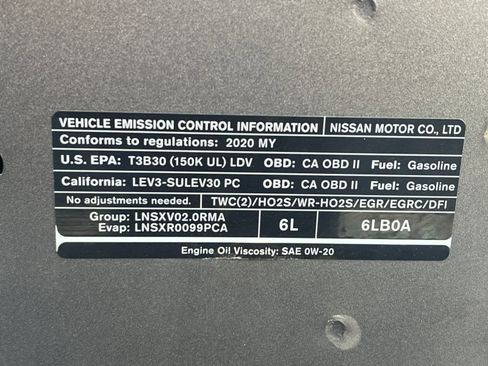 VEHICLE EMISSION CONTROL INFORMATION NISSAN MOTOR CO., LTD
Conforms to regulations: 2020 MY
U.S. EPA: T3B30 (150K UL) LDV OBD: CA OBD II Fuel: Gasoline
California: LEV3-SULEV30 PC OBD: CA OBD II Fuel: Gasoline
No adjustments needed. TWC(2)/HO2S/WR-HO2S/EGR/EGRC/DFI
Group: LNSXV02.0RMA
Evap: LNSXR0099PCA
6L 6LB0A
Engine Oil Viscosity: SAE 0W-20